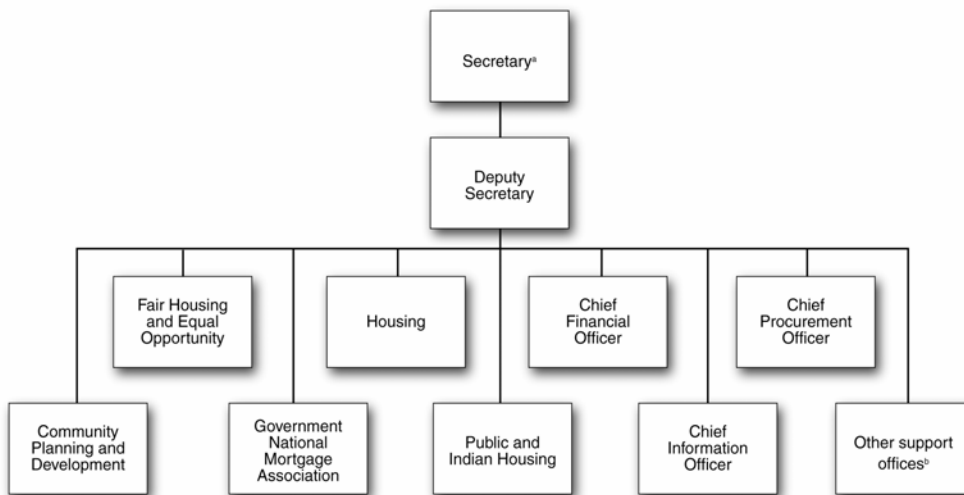 Secretaryᵃ
Deputy
Secretary
Fair Housing
and Equal
Opportunity
Housing
Chief
Financial
Officer
Chief
Procurement
Officer
Community
Planning and
Development
Government
National
Mortgage
Association
Public and
Indian Housing
Chief
Information
Officer
Other support
officesᵇ